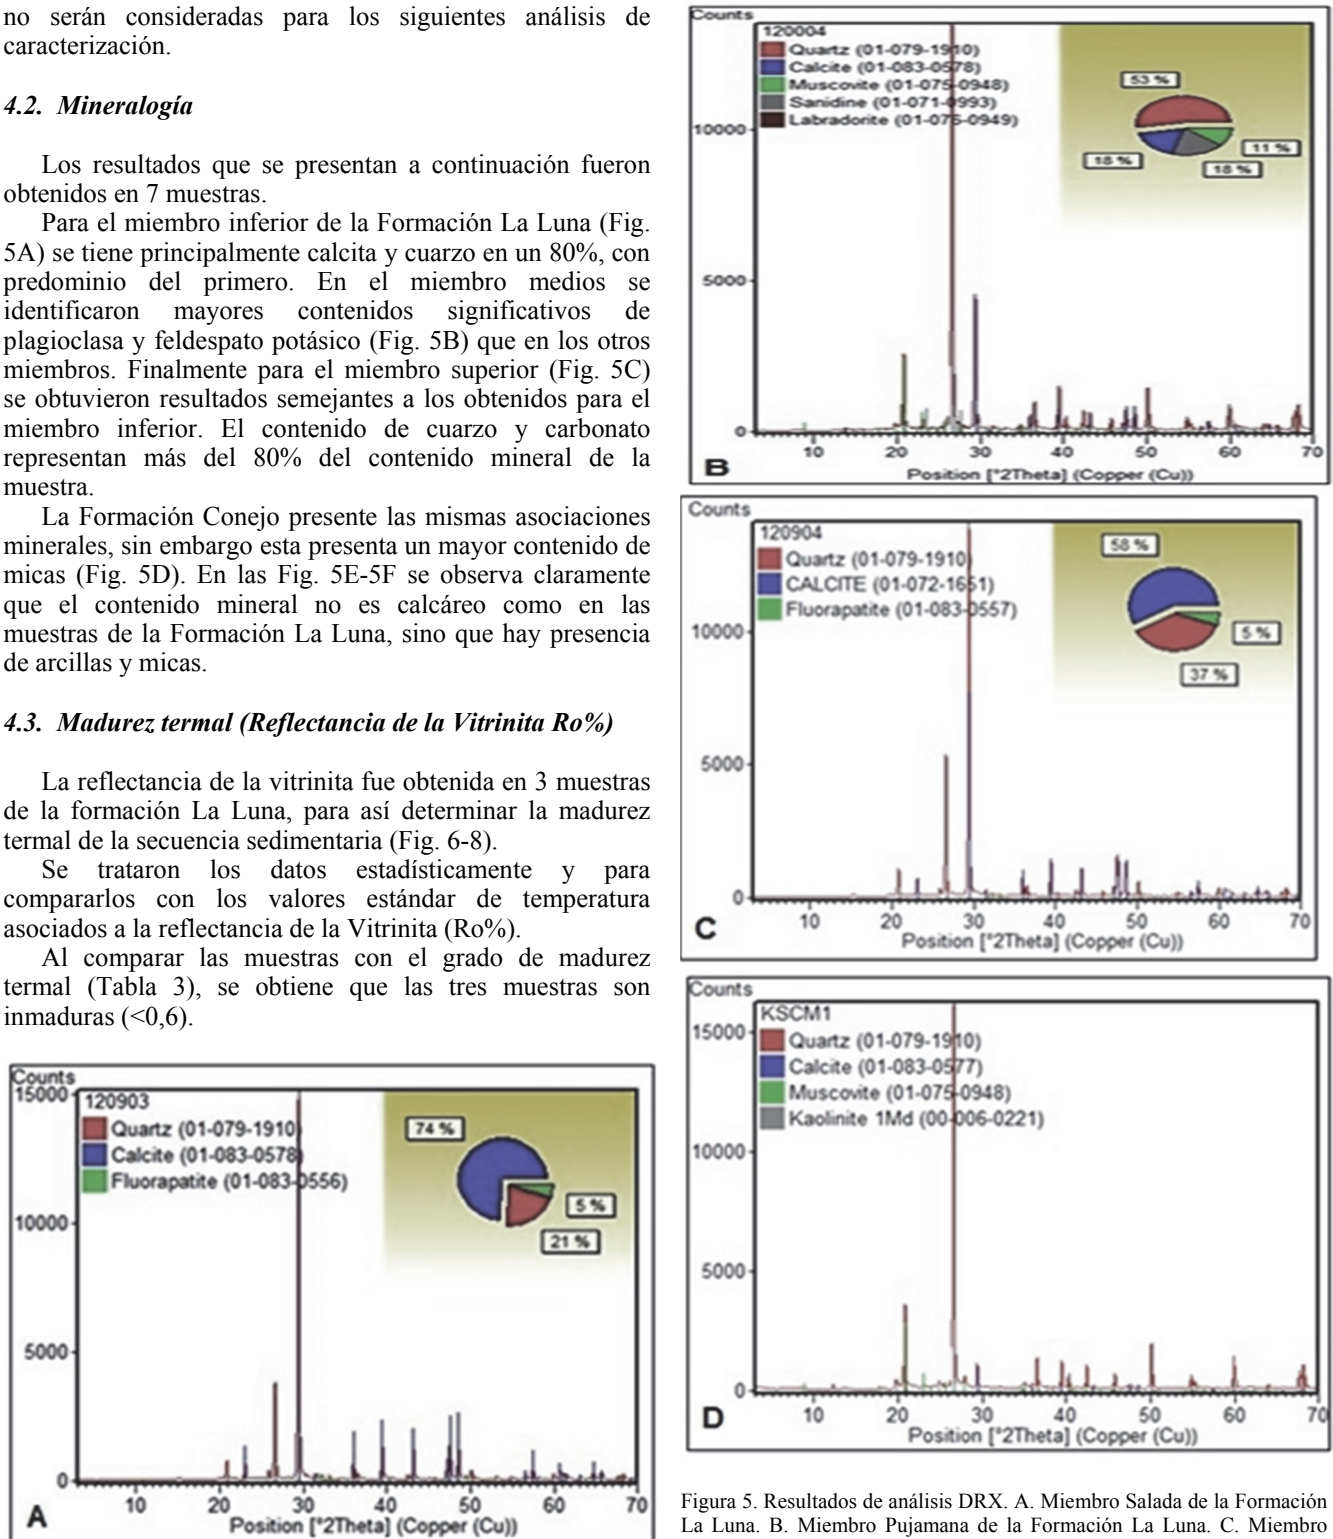 no serán consideradas para los siguientes análisis de
caracterización.
4.2. Mineralogía
Los resultados que se presentan a continuación fueron
obtenidos en 7 muestras.
Para el miembro inferior de la Formación La Luna (Fig.
5A) se tiene principalmente calcita y cuarzo en un 80%, con
predominio del primero. En el miembro medios se
identificaron mayores contenidos significativos de
plagioclasa y feldespato potásico (Fig. 5B) que en los otros
miembros. Finalmente para el miembro superior (Fig. 5C)
se obtuvieron resultados semejantes a los obtenidos para el
miembro inferior. El contenido de cuarzo y carbonato
representan más del 80% del contenido mineral de la
muestra.
La Formación Conejo presente las mismas asociaciones
minerales, sin embargo esta presenta un mayor contenido de
micas (Fig. 5D). En las Fig. 5E-5F se observa claramente
que el contenido mineral no es calcáreo como en las
muestras de la Formación La Luna, sino que hay presencia
de arcillas y micas.
4.3. Madurez termal (Reflectancia de la Vitrinita Ro%)
La reflectancia de la vitrinita fue obtenida en 3 muestras
de la formación La Luna, para así determinar la madurez
termal de la secuencia sedimentaria (Fig. 6-8).
Se trataron los datos estadísticamente y para
compararlos con los valores estándar de temperatura
asociados a la reflectancia de la Vitrinita (Ro%).
Al comparar las muestras con el grado de madurez
termal (Tabla 3), se obtiene que las tres muestras son
inmaduras (<0,6).
Counts
15000
120903
Quartz (01-079-1910)
Calcite (01-083-0578)
Fluorapatite (01-083-0556)
74 %
5 %
21 %
10000
5000
0
10 20 30 40 50 60 70
A
Position [°2Theta] (Copper (Cu))
Counts
120004
Quartz (01-079-1910)
Calcite (01-083-0578)
Muscovite (01-075-0948)
Sanidine (01-071-0993)
Labradorite (01-075-0949)
53 %
11 %
18 %
18 %
10000
5000
0
10 20 30 40 50 60 70
B
Position [°2Theta] (Copper (Cu))
Counts
120904
Quartz (01-079-1910)
CALCITE (01-072-1651)
Fluorapatite (01-083-0557)
58 %
5 %
37 %
10000
5000
0
10 20 30 40 50 60 70
C
Position [°2Theta] (Copper (Cu))
Counts
KSCM1
15000
Quartz (01-079-1910)
Calcite (01-083-0577)
Muscovite (01-075-0948)
Kaolinite 1Md (00-006-0221)
10000
5000
0
10 20 30 40 50 60 70
D
Position [°2Theta] (Copper (Cu))
Figura 5. Resultados de análisis DRX. A. Miembro Salada de la Formación
La Luna. B. Miembro Pujamana de la Formación La Luna. C. Miembro